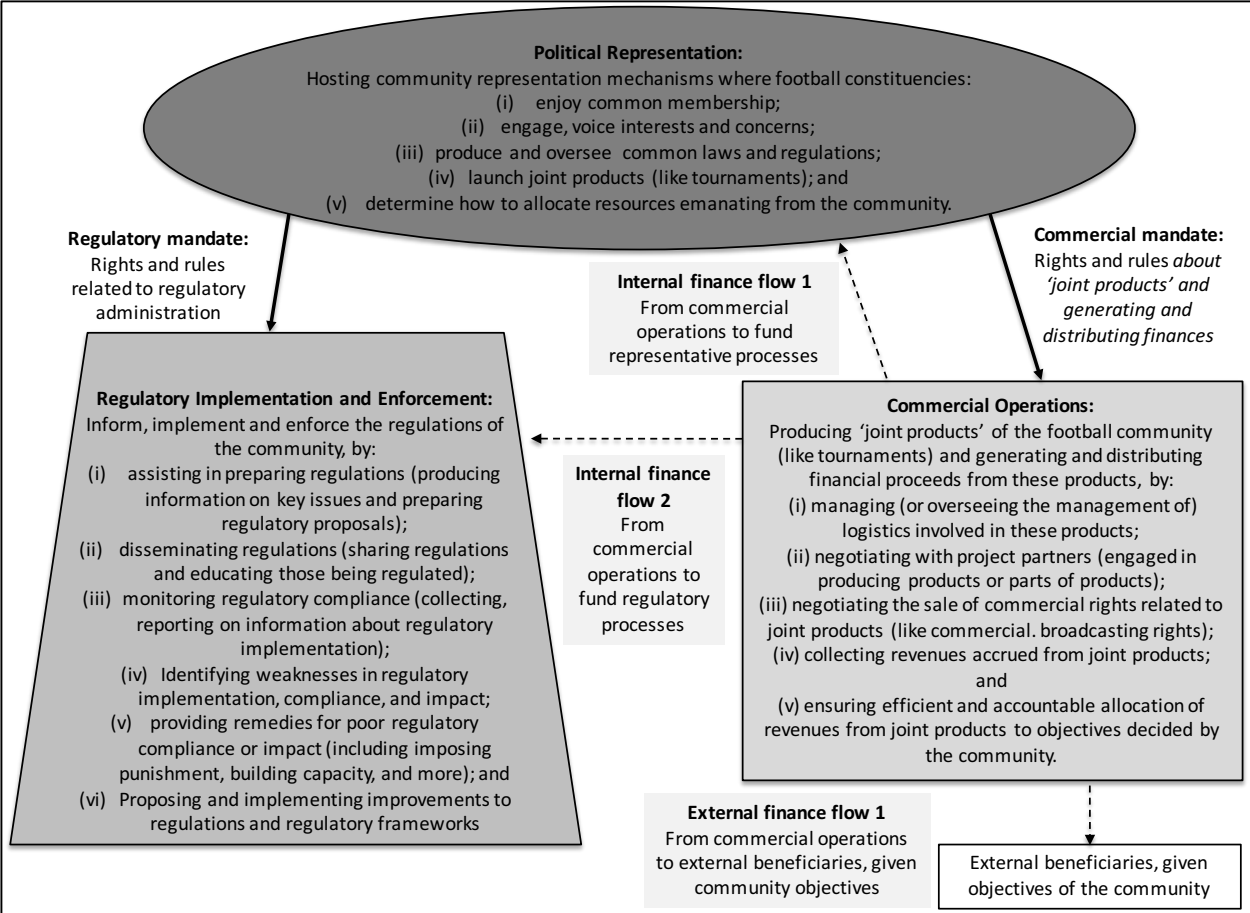 Political Representation:
Hosting community representation mechanisms where football constituencies:
(i) enjoy common membership;
(ii) engage, voice interests and concerns;
(iii) produce and oversee common laws and regulations;
(iv) launch joint products (like tournaments); and
(v) determine how to allocate resources emanating from the community.
Regulatory mandate:
Rights and rules
related to regulatory
administration
Internal finance flow 1
From commercial
operations to fund
representative processes
Commercial mandate:
Rights and rules about
‘joint products’ and
generating and
distributing finances
Regulatory Implementation and Enforcement:
Inform, implement and enforce the regulations of
the community, by:
(i) assisting in preparing regulations (producing
information on key issues and preparing
regulatory proposals);
(ii) disseminating regulations (sharing regulations
and educating those being regulated);
(iii) monitoring regulatory compliance (collecting,
reporting on information about regulatory
implementation);
(iv) Identifying weaknesses in regulatory
implementation, compliance, and impact;
(v) providing remedies for poor regulatory
compliance or impact (including imposing
punishment, building capacity, and more); and
(vi) Proposing and implementing improvements to
regulations and regulatory frameworks
Internal finance
flow 2
From
commercial
operations to
fund regulatory
processes
Commercial Operations:
Producing ‘joint products’ of the football community
(like tournaments) and generating and distributing
financial proceeds from these products, by:
(i) managing (or overseeing the management of)
logistics involved in these products;
(ii) negotiating with project partners (engaged in
producing products or parts of products);
(iii) negotiating the sale of commercial rights related to
joint products (like commercial. broadcasting rights);
(iv) collecting revenues accrued from joint products;
and
(v) ensuring efficient and accountable allocation of
revenues from joint products to objectives decided by
the community.
External finance flow 1
From commercial operations
to external beneficiaries, given
community objectives
External beneficiaries, given
objectives of the community